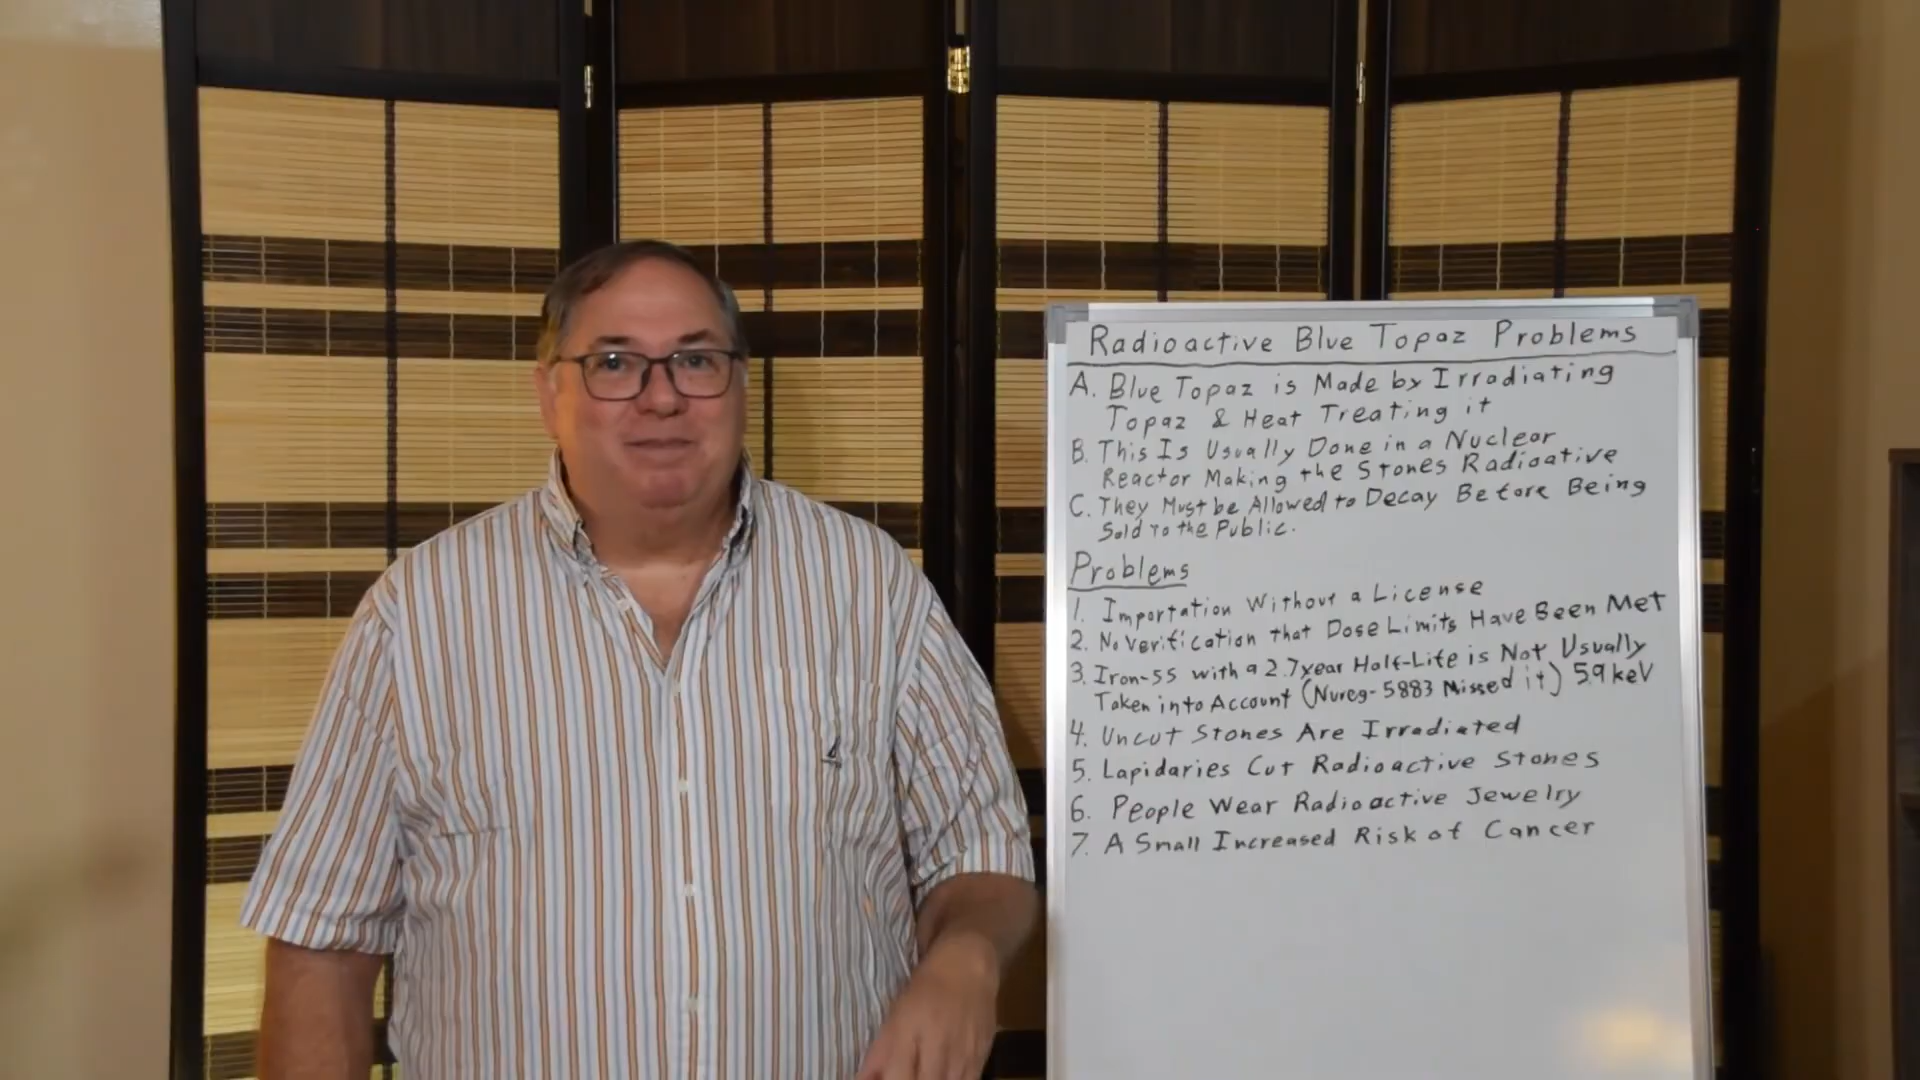 Radioactive Blue Topaz Problems
A. Blue Topaz is Made by Irradiating
Topaz & Heat Treating it
B. This Is Usually Done in a Nuclear
Reactor Making the Stones Radioative
C. They Must be Allowed to Decay Before Being
Sold To the Public.
Problems
1. Importation Without a License
2. No Verification that Dose Limits Have Been Met
3. Iron-55 with a 2.7 year Half-Life is Not Usually
Taken into Account (Nureg-5883 Missed it) 5.9 keV
4. Uncut Stones Are Irradiated
5. Lapidaries Cut Radioactive Stones
6. People Wear Radioactive Jewelry
7. A Small Increased Risk of Cancer